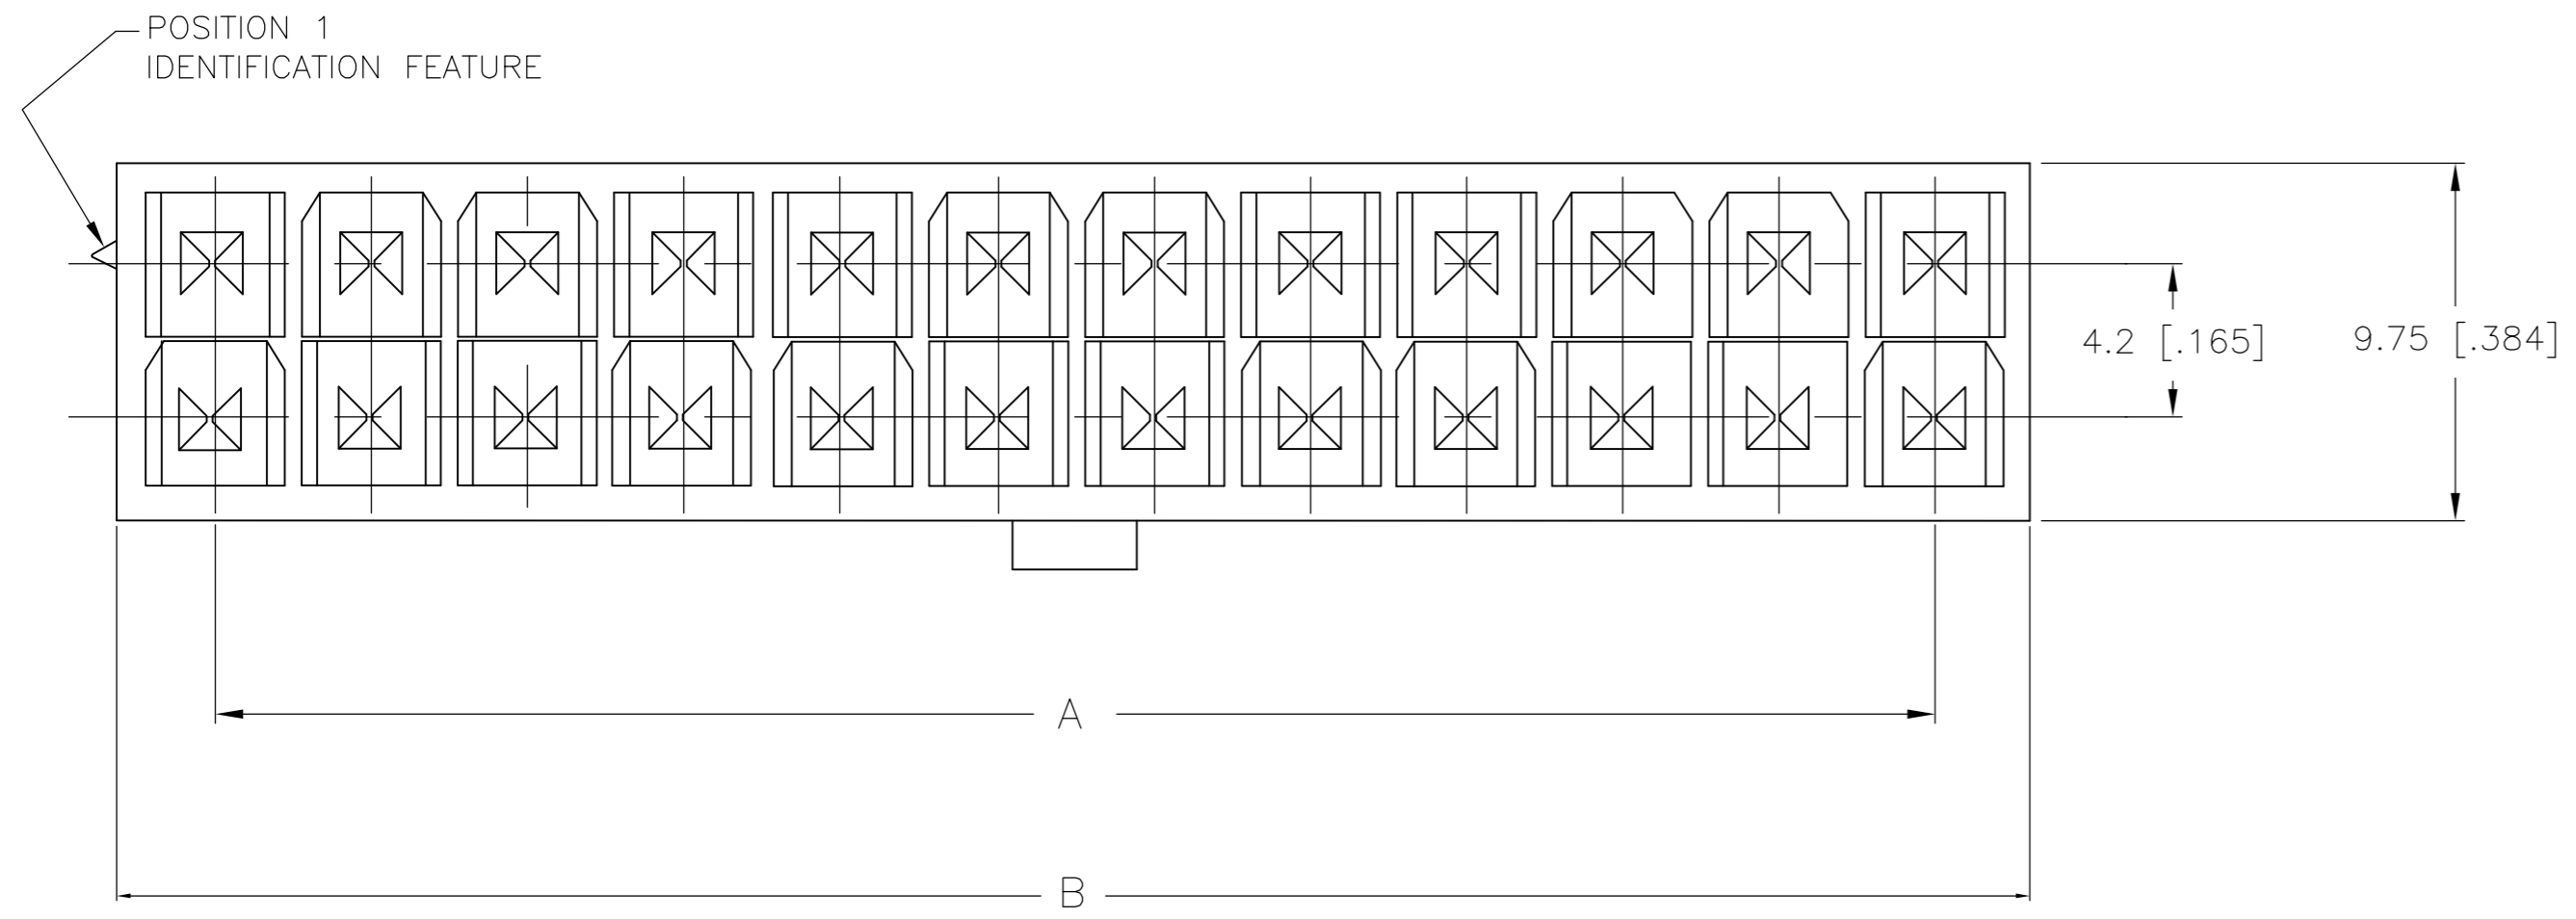 POSITION 1
IDENTIFICATION FEATURE
4.2 [.165]
9.75 [.384]
A
B